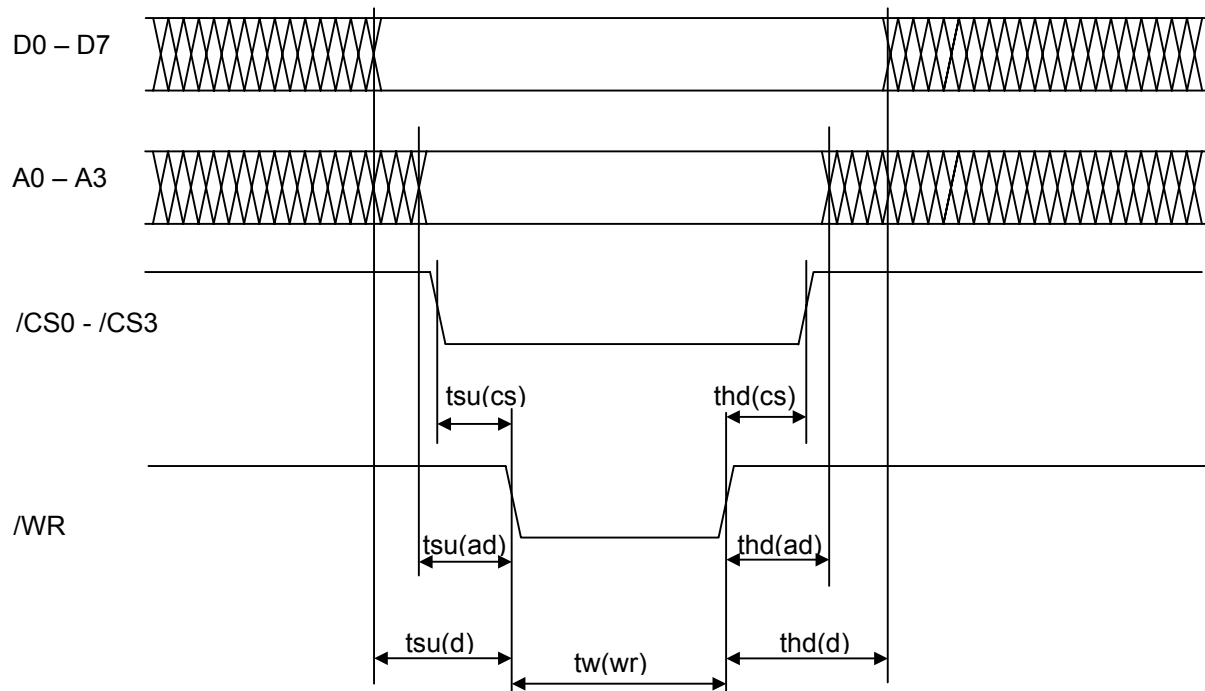 D0 – D7
A0 – A3
/CS0 - /CS3
tsu(cs)
thd(cs)
/WR
tsu(ad)
thd(ad)
tsu(d)
tw(wr)
thd(d)